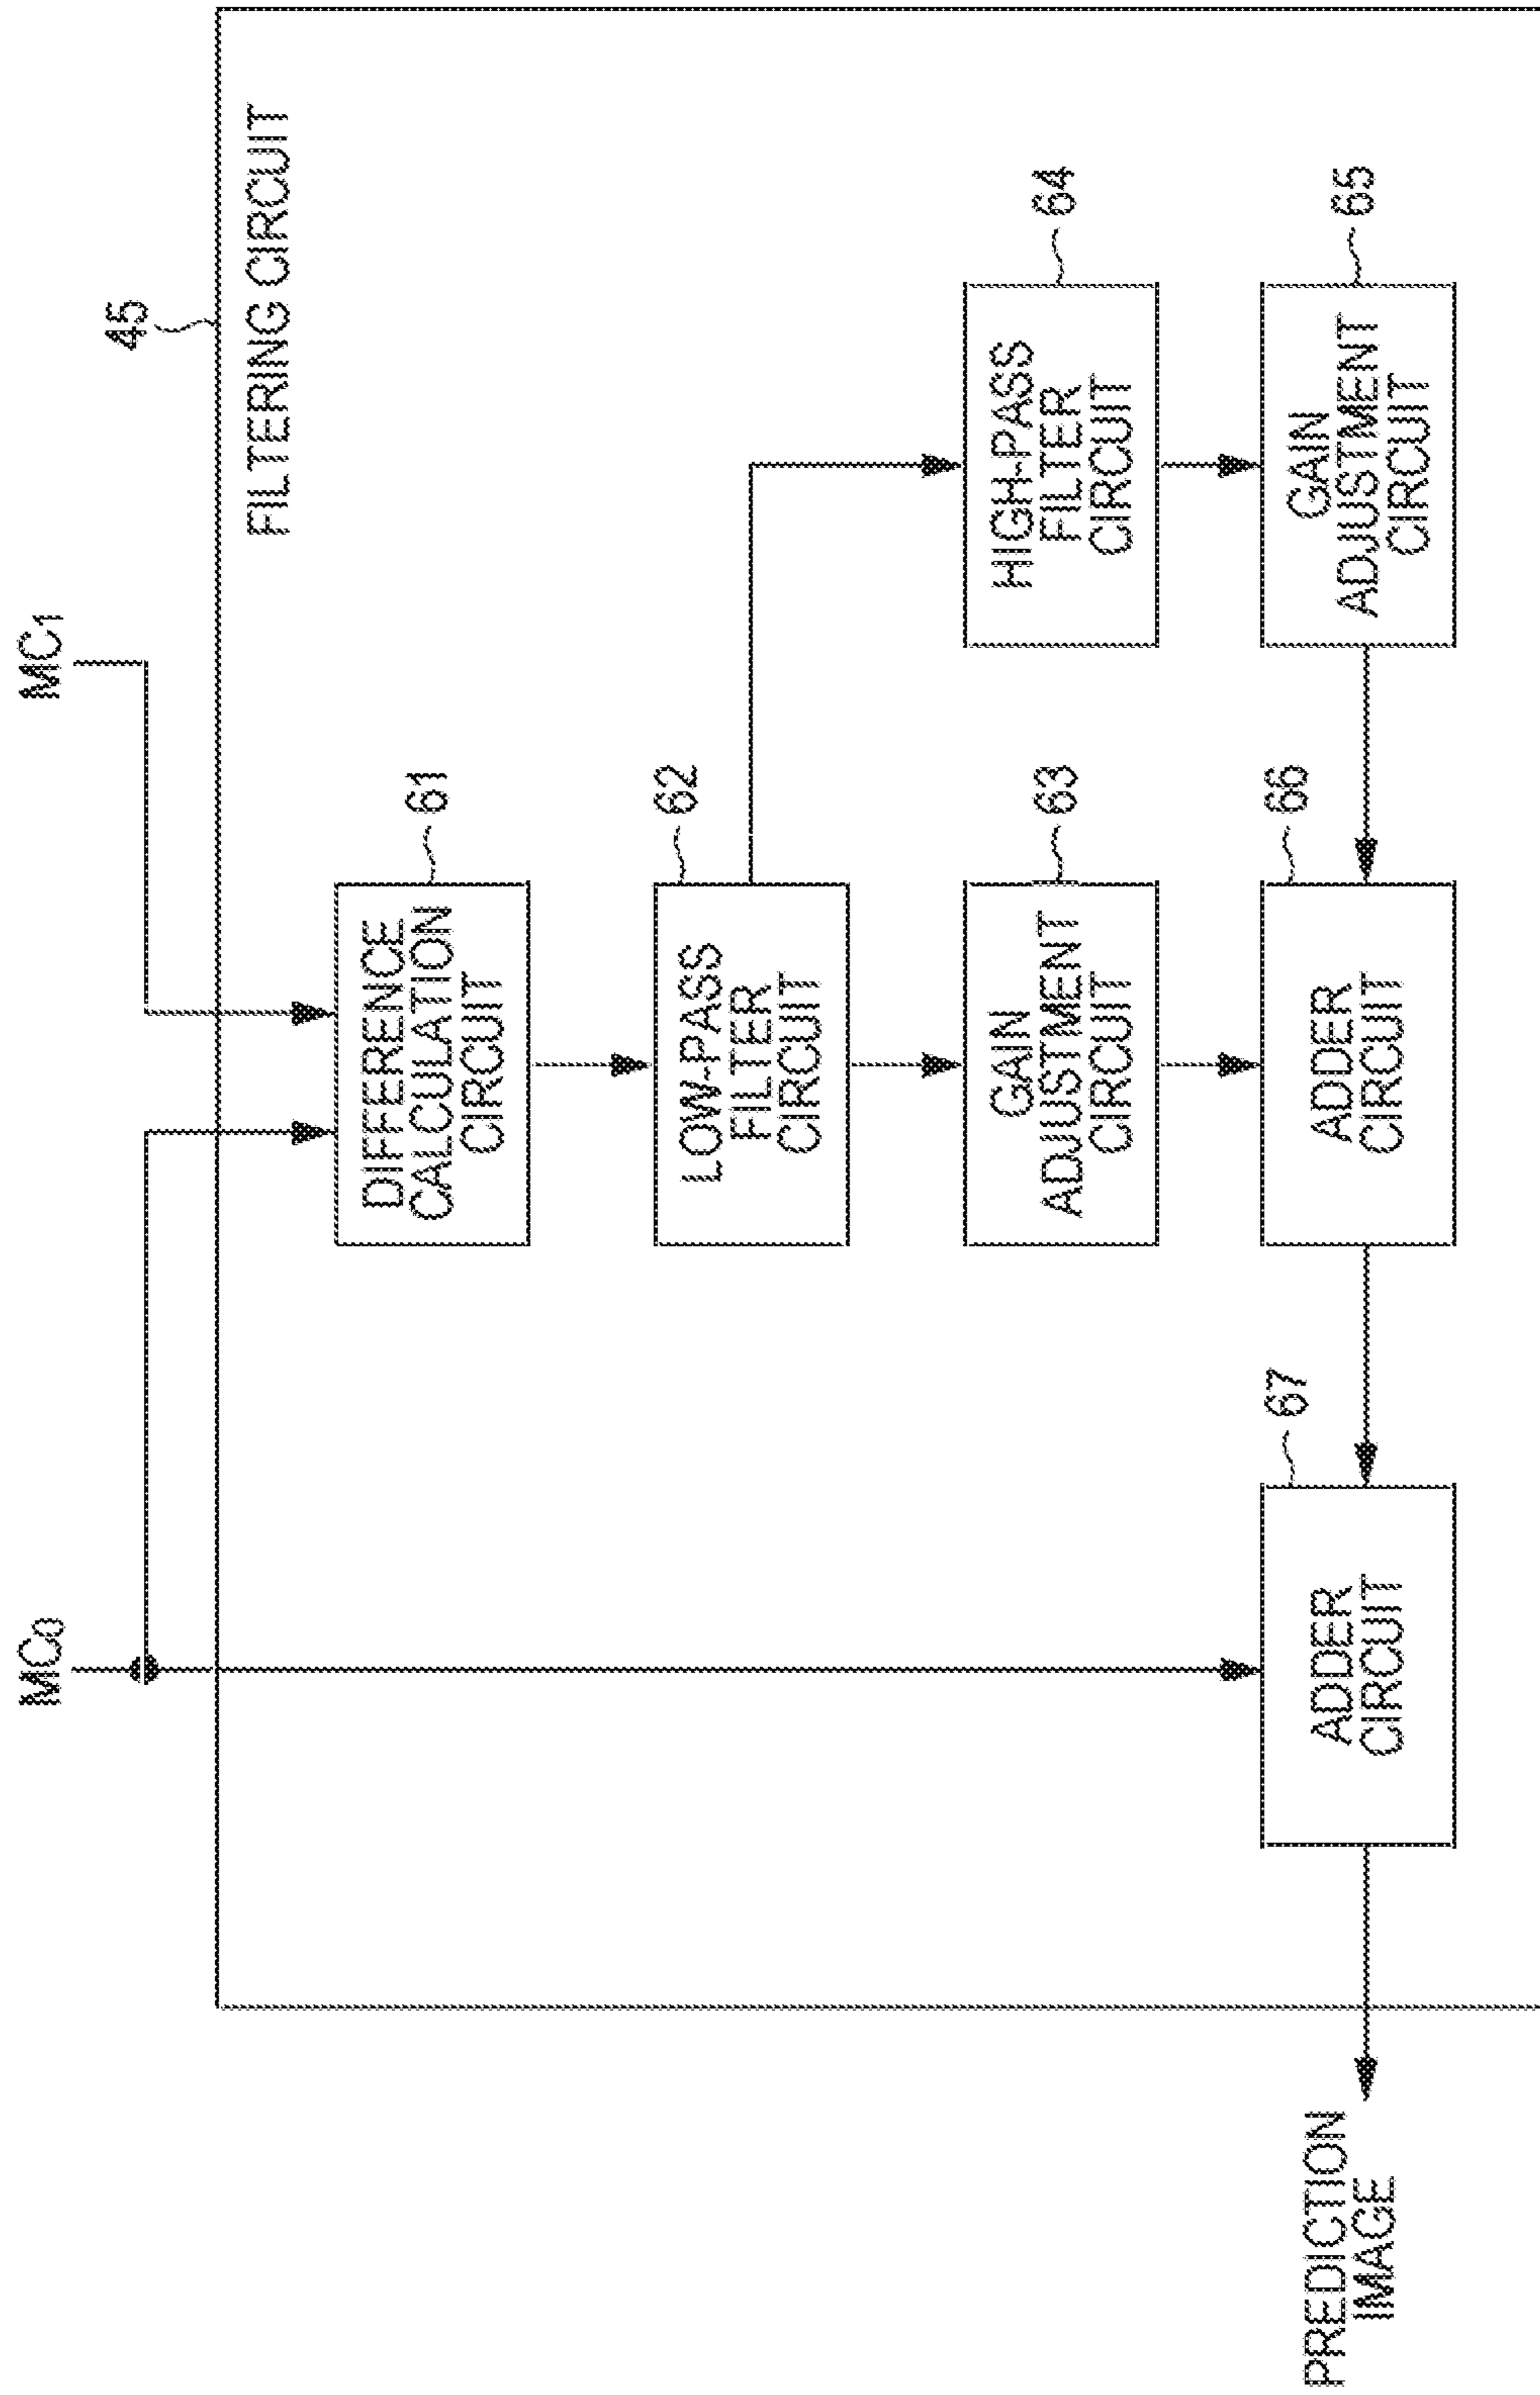 MC0
MC1
45
FILTERING CIRCUIT
61
DIFFERENCE
CALCULATION
CIRCUIT
62
LOW-PASS
FILTER
CIRCUIT
63
GAIN
ADJUSTMENT
CIRCUIT
64
HIGH-PASS
FILTER
CIRCUIT
67
ADDER
CIRCUIT
66
ADDER
CIRCUIT
65
GAIN
ADJUSTMENT
CIRCUIT
PREDICTION
IMAGE